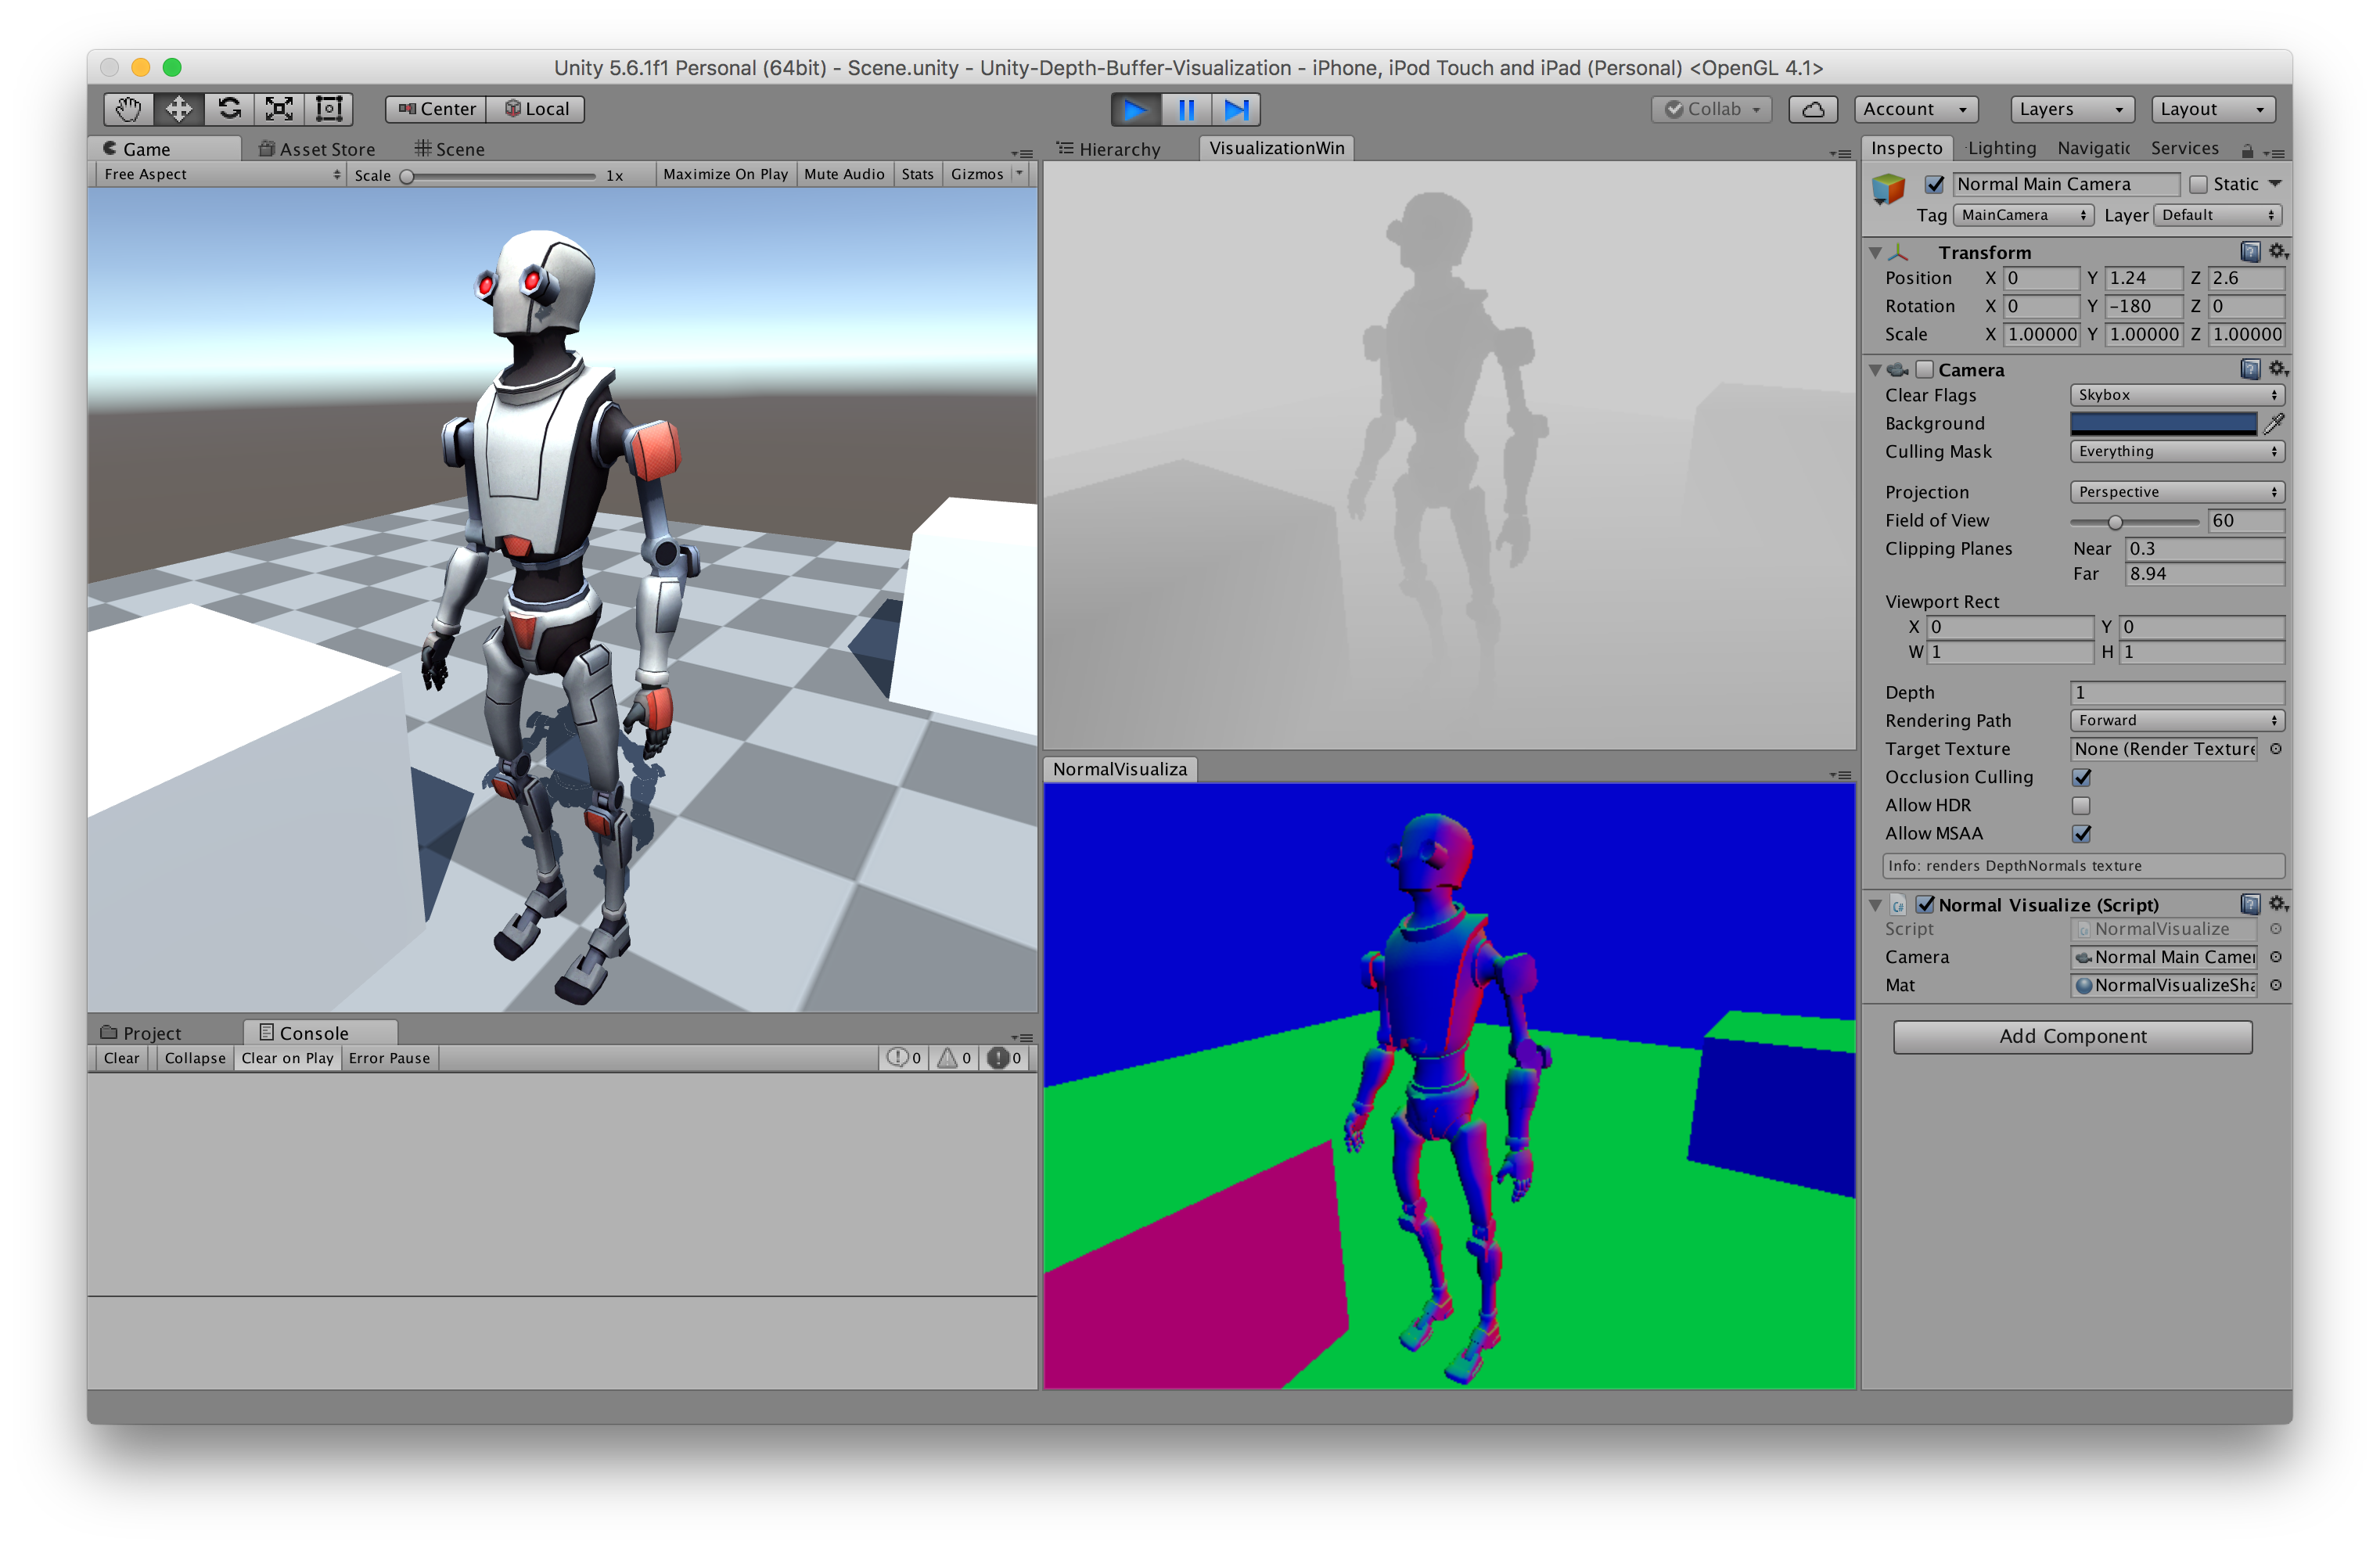 Unity 5.6.1f1 Personal (64bit) - Scene.unity - Unity-Depth-Buffer-Visualization - iPhone, iPod Touch and iPad (Personal) <OpenGL 4.1>
Center Local
Collab Account Layers Layout
Game Asset Store Scene
Free Aspect Scale 1x Maximize On Play Mute Audio Stats Gizmos
Hierarchy VisualizationWin
NormalVisualiza
Project Console
Clear Collapse Clear on Play Error Pause 0 0 0
Inspecto Lighting Navigatic Services
Normal Main Camera Static
Tag MainCamera Layer Default
Transform
Position X 0 Y 1.24 Z 2.6
Rotation X 0 Y -180 Z 0
Scale X 1.00000 Y 1.00000 Z 1.00000
Camera
Clear Flags Skybox
Background
Culling Mask Everything
Projection Perspective
Field of View 60
Clipping Planes Near 0.3
Far 8.94
Viewport Rect
X 0 Y 0
W 1 H 1
Depth 1
Rendering Path Forward
Target Texture None (Render Texture
Occlusion Culling
Allow HDR
Allow MSAA
Info: renders DepthNormals texture
C# Normal Visualize (Script)
Script NormalVisualize
Camera Normal Main Camer
Mat NormalVisualizeSha
Add Component